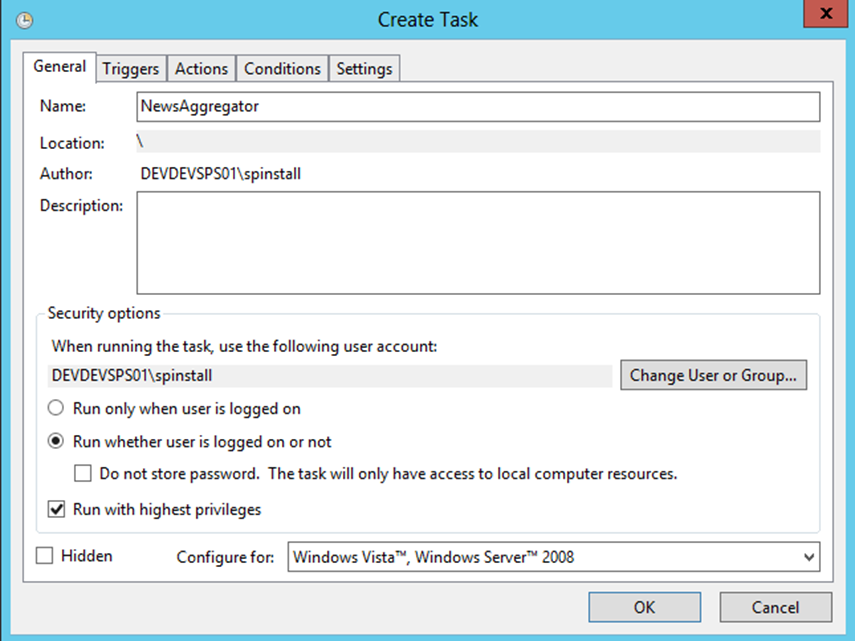 Create Task
x
General Triggers Actions Conditions Settings
Name: NewsAggregator
Location: \
Author: DEVDEVSPS01\spinstall
Description:
Security options
When running the task, use the following user account:
DEVDEVSPS01\spinstall Change User or Group...
Run only when user is logged on
Run whether user is logged on or not
Do not store password. The task will only have access to local computer resources.
Run with highest privileges
Hidden Configure for: Windows Vista™, Windows Server™ 2008
OK Cancel